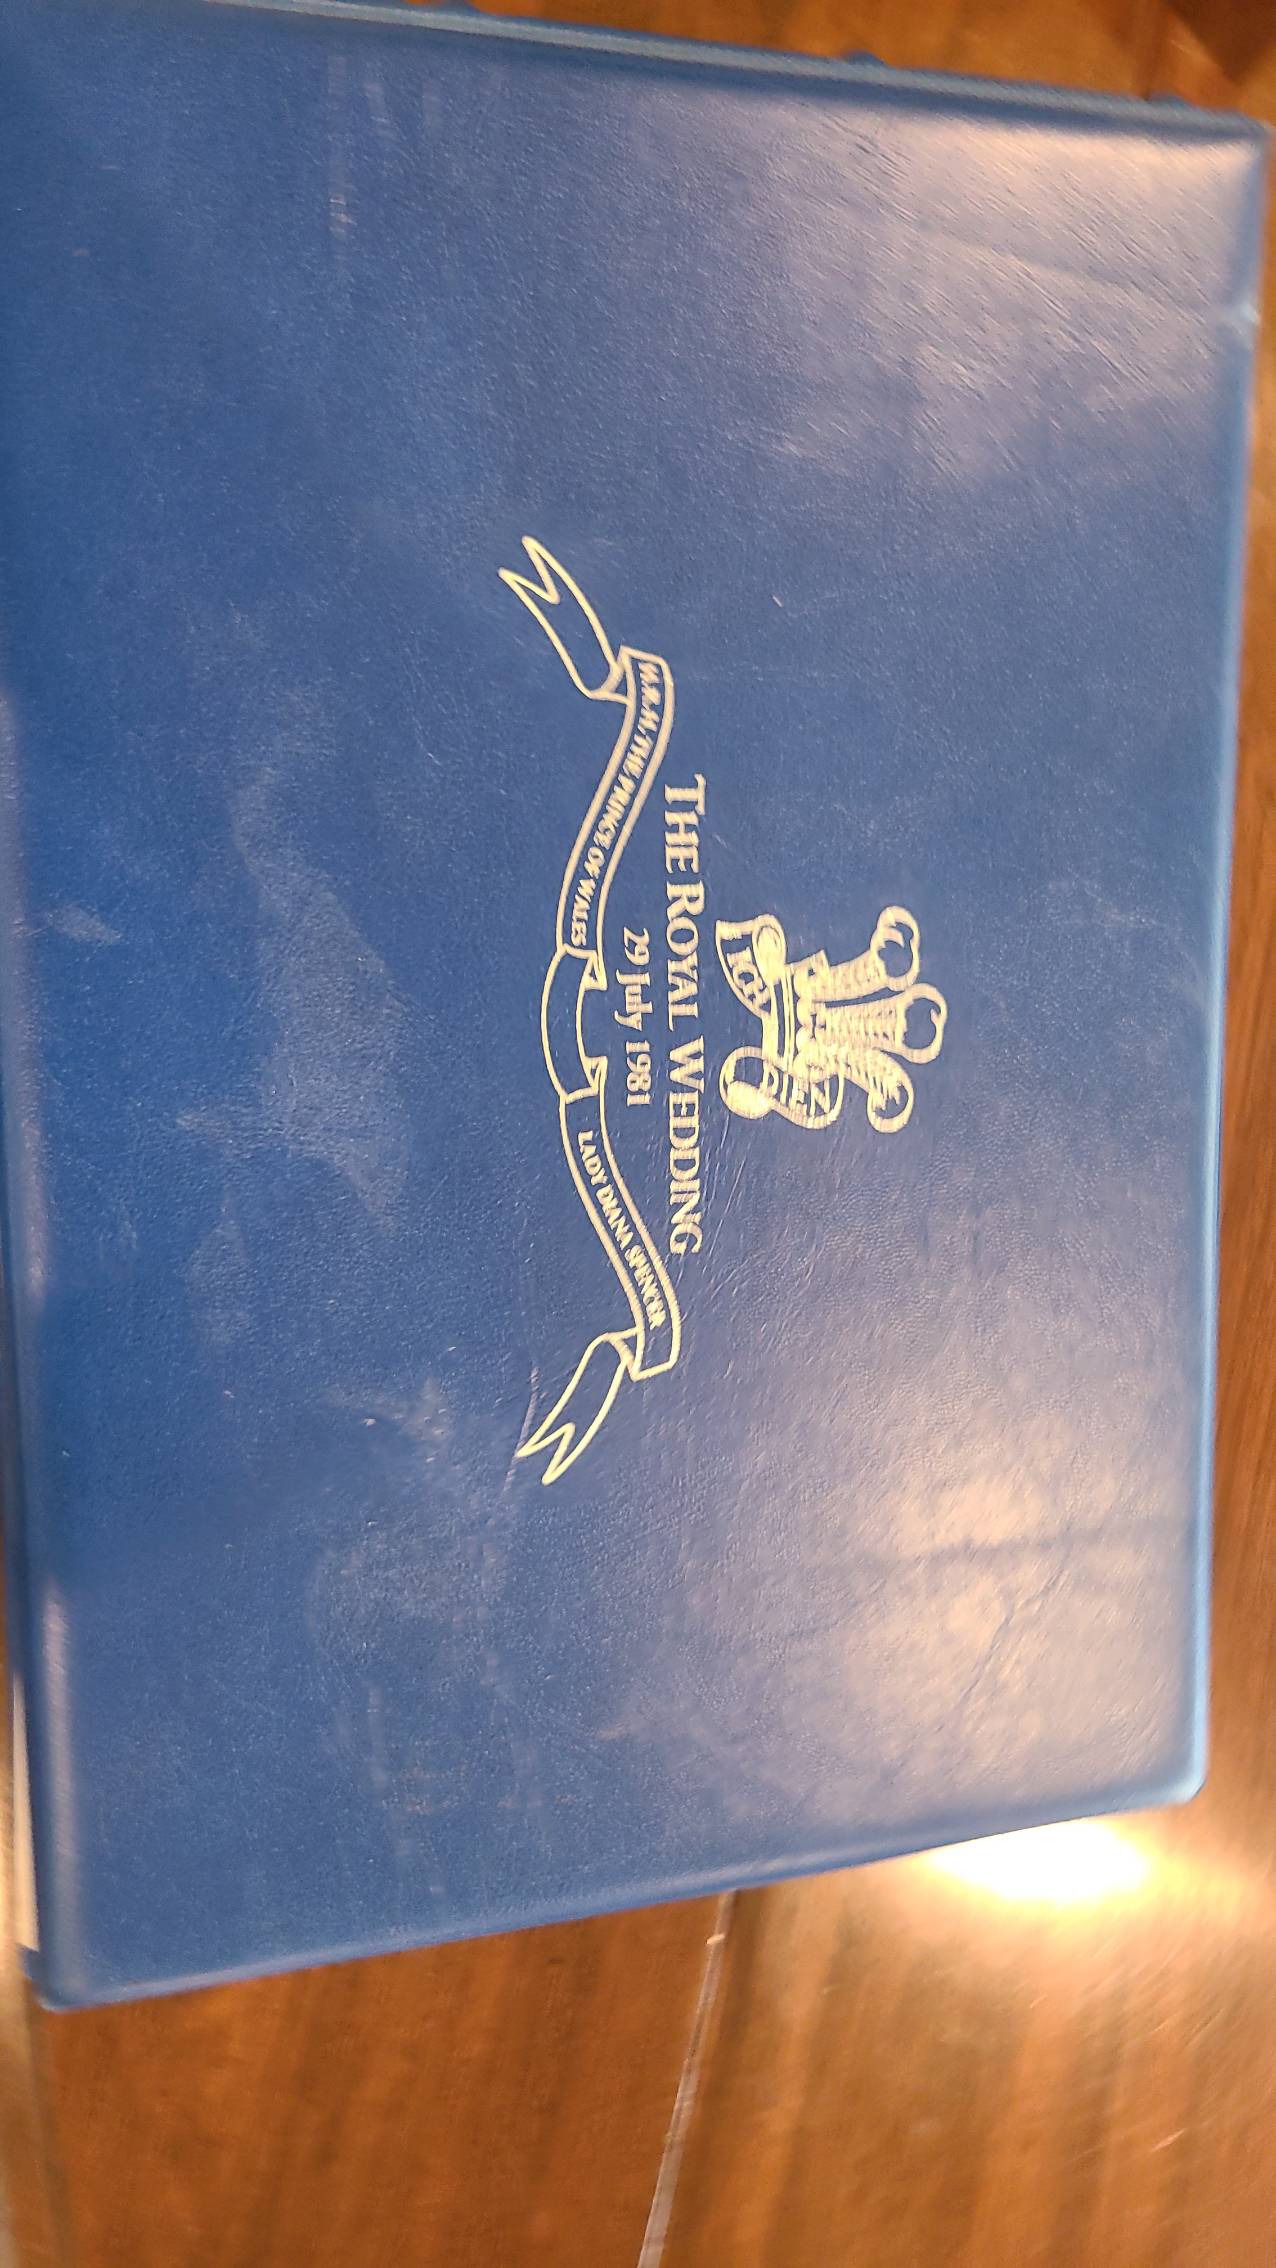 ICH DIEN
THE ROYAL WEDDING
29 July 1981
H.R.H. THE PRINCE OF WALES
LADY DIANA SPENCER